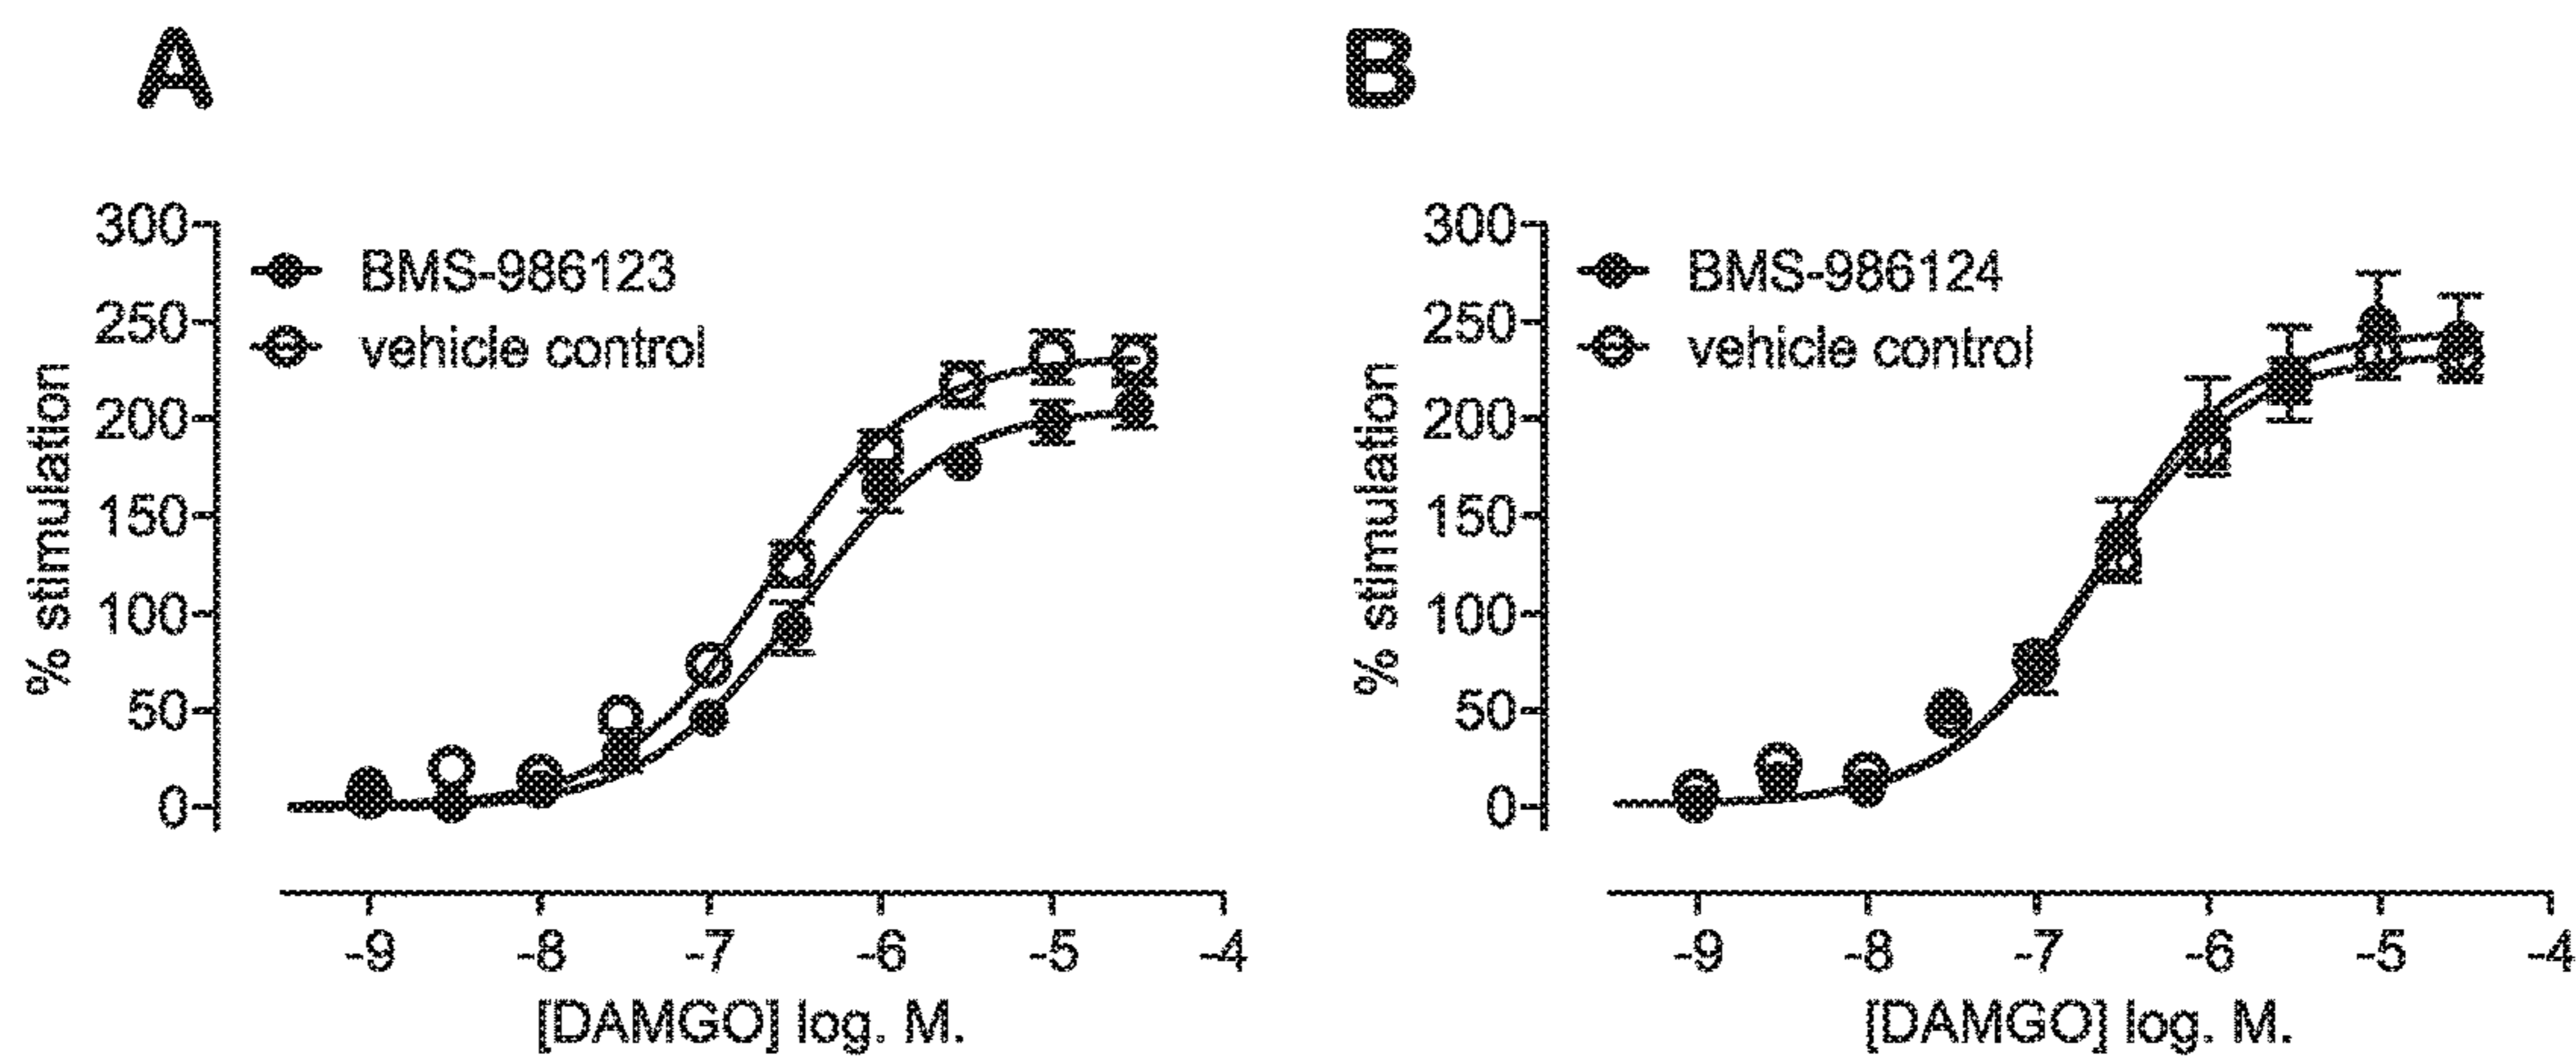 A
300
250
200
150
100
50
0
% stimulation
BMS-986123
vehicle control
-9 -8 -7 -6 -5 -4
[DAMGO] log. M.
B
300
250
200
150
100
50
0
% stimulation
BMS-986124
vehicle control
-9 -8 -7 -6 -5 -4
[DAMGO] log. M.